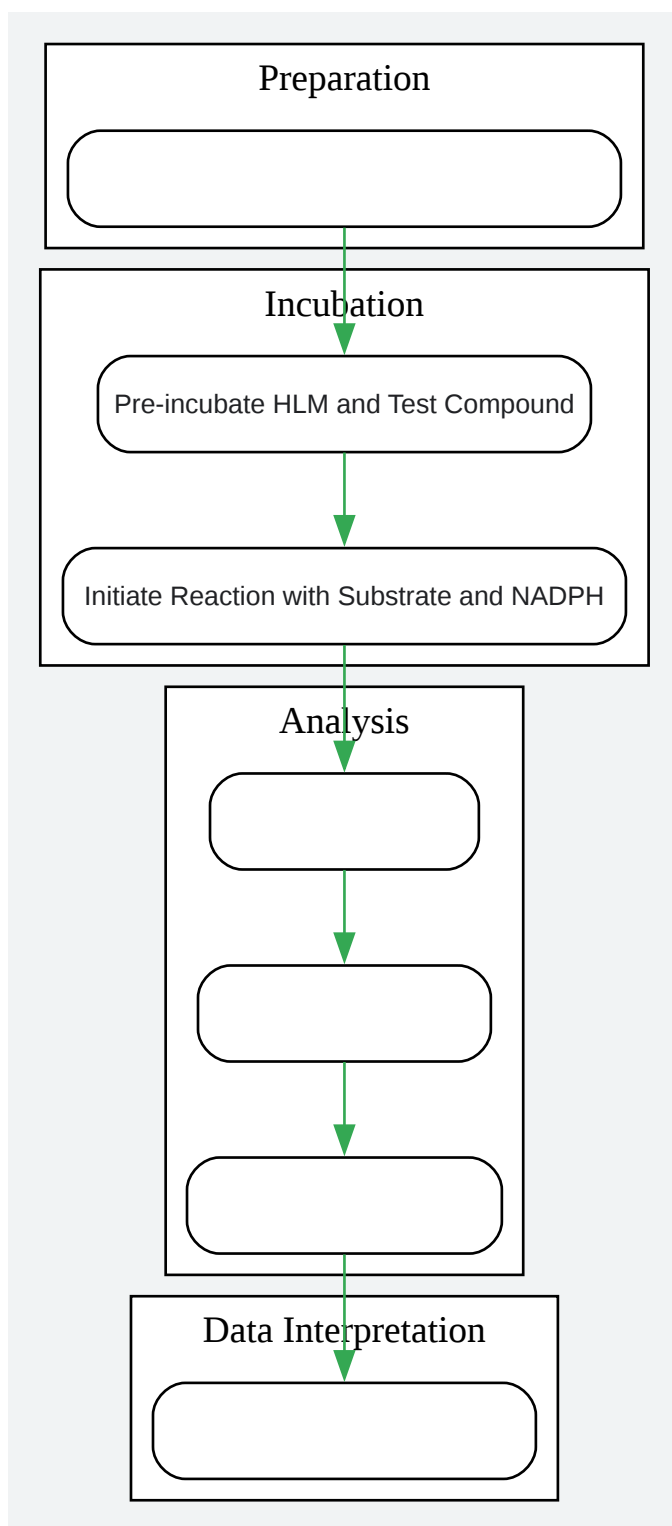 Preparation
Incubation
Pre-incubate HLM and Test Compound
Initiate Reaction with Substrate and NADPH
Analysis
Data Interpretation